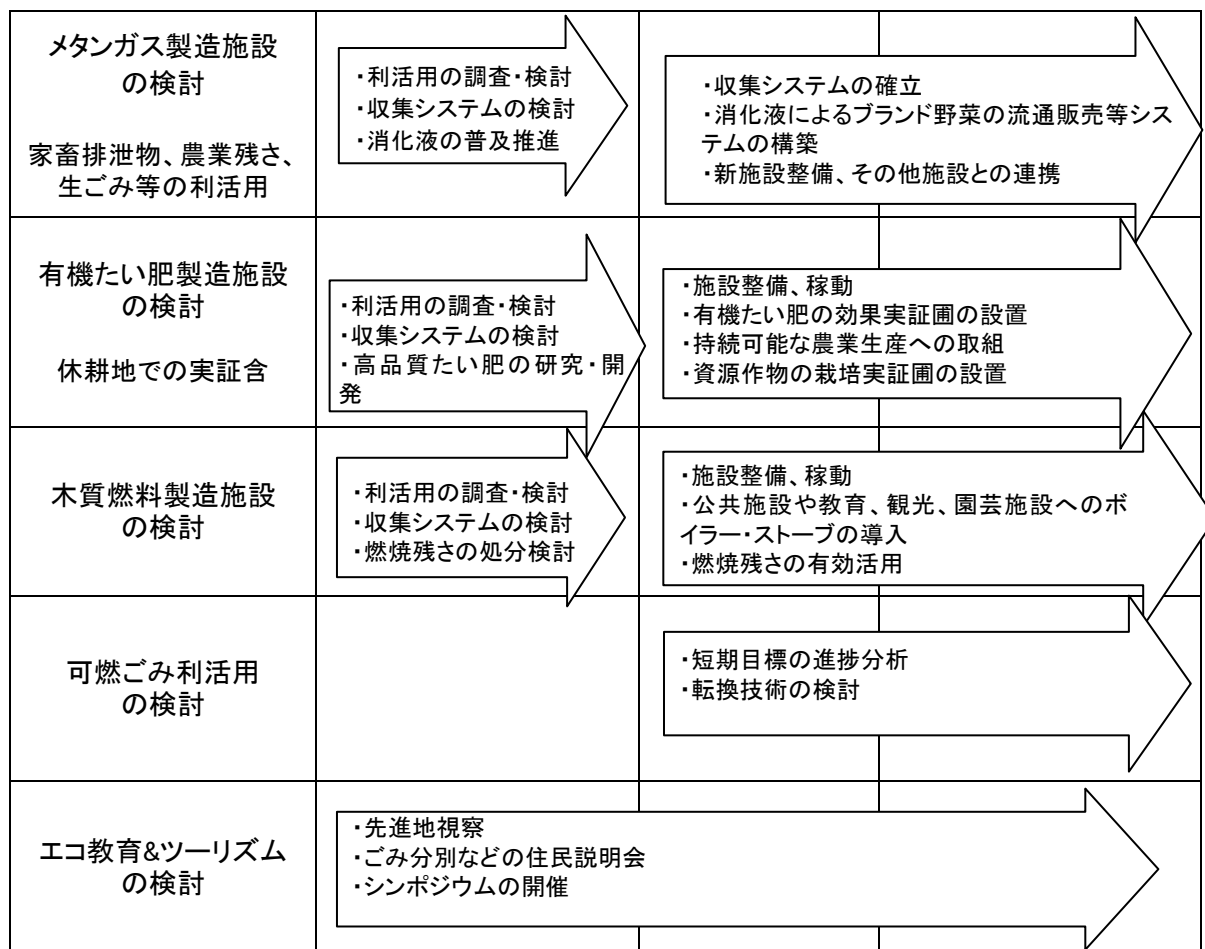 メタンガス製造施設
の検討
家畜排泄物、農業残さ、
生ごみ等の利活用
・利活用の調査・検討
・収集システムの検討
・消化液の普及推進
・収集システムの確立
・消化液によるブランド野菜の流通販売等シス
テムの構築
・新施設整備、その他施設との連携
有機たい肥製造施設
の検討
休耕地での実証含
・利活用の調査・検討
・収集システムの検討
・高品質たい肥の研究・開
発
・施設整備、稼動
・有機たい肥の効果実証圃の設置
・持続可能な農業生産への取組
・資源作物の栽培実証圃の設置
木質燃料製造施設
の検討
・利活用の調査・検討
・収集システムの検討
・燃焼残さの処分検討
・施設整備、稼動
・公共施設や教育、観光、園芸施設へのボ
イラー・ストーブの導入
・燃焼残さの有効活用
可燃ごみ利活用
の検討
・短期目標の進捗分析
・転換技術の検討
エコ教育&ツーリズム
の検討
・先進地視察
・ごみ分別などの住民説明会
・シンポジウムの開催